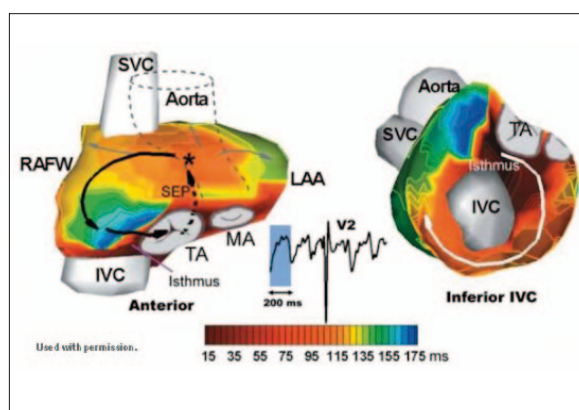 SVC
Aorta
RAFW
*
SEP
LAA
TA
MA
IVC
Isthmus
Anterior
V2
200 ms
Aorta
SVC
TA
Isthmus
IVC
Inferior IVC
Used with permission.
15 35 55 75 95 115 135 155 175 ms